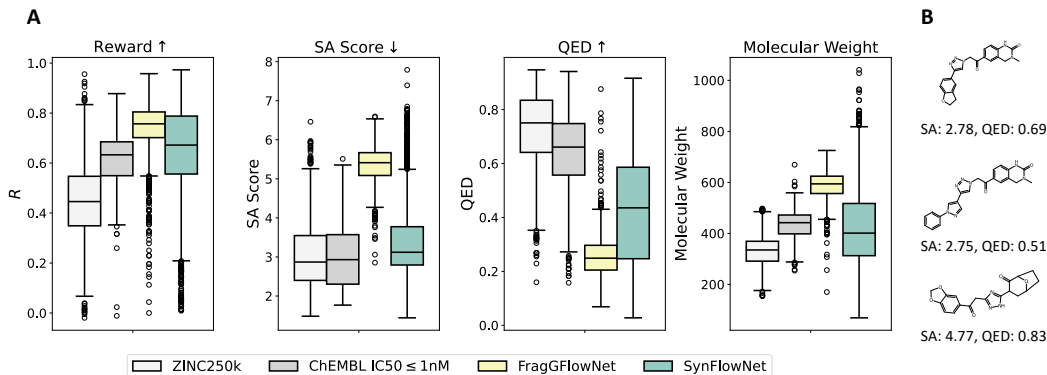 A
B
Reward ↑
SA Score ↓
QED ↑
Molecular Weight
R
1.0
0.8
0.6
0.4
0.2
0.0
SA Score
8
7
6
5
4
3
2
QED
0.8
0.6
0.4
0.2
0.0
Molecular Weight
1000
800
600
400
200
SA: 2.78, QED: 0.69
SA: 2.75, QED: 0.51
SA: 4.77, QED: 0.83
ZINC250k
ChEMBL IC50 ≤ 1nM
FragGFlowNet
SynFlowNet